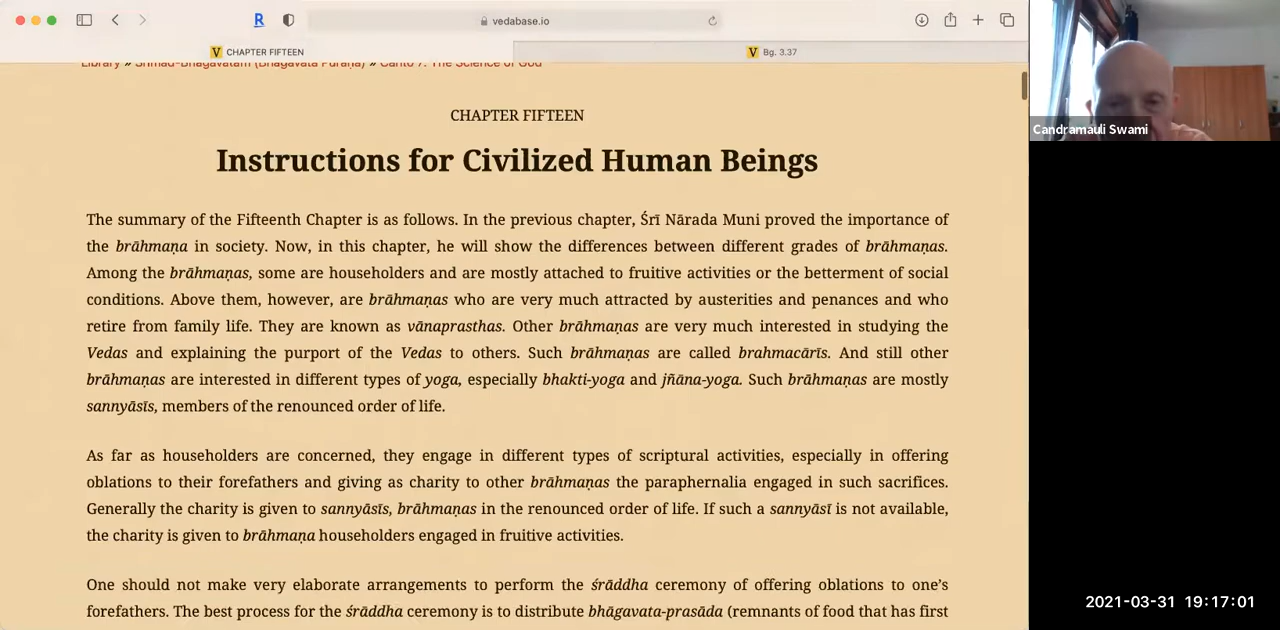 vedabase.io
CHAPTER FIFTEEN
Bg. 3.37
Library » Śrīmad-Bhāgavatam (Bhāgavata Purāṇa) » Canto 7: The Science of God
CHAPTER FIFTEEN
Instructions for Civilized Human Beings
The summary of the Fifteenth Chapter is as follows. In the previous chapter, Śrī Nārada Muni proved the importance of
the brāhmaṇa in society. Now, in this chapter, he will show the differences between different grades of brāhmaṇas.
Among the brāhmaṇas, some are householders and are mostly attached to fruitive activities or the betterment of social
conditions. Above them, however, are brāhmaṇas who are very much attracted by austerities and penances and who
retire from family life. They are known as vānaprasthas. Other brāhmaṇas are very much interested in studying the
Vedas and explaining the purport of the Vedas to others. Such brāhmaṇas are called brahmacārīs. And still other
brāhmaṇas are interested in different types of yoga, especially bhakti-yoga and jñāna-yoga. Such brāhmaṇas are mostly
sannyāsīs, members of the renounced order of life.
As far as householders are concerned, they engage in different types of scriptural activities, especially in offering
oblations to their forefathers and giving as charity to other brāhmaṇas the paraphernalia engaged in such sacrifices.
Generally the charity is given to sannyāsīs, brāhmaṇas in the renounced order of life. If such a sannyāsī is not available,
the charity is given to brāhmaṇa householders engaged in fruitive activities.
One should not make very elaborate arrangements to perform the śrāddha ceremony of offering oblations to one's
forefathers. The best process for the śrāddha ceremony is to distribute bhāgavata-prasāda (remnants of food that has first
Candramauli Swami
2021-03-31 19:17:01